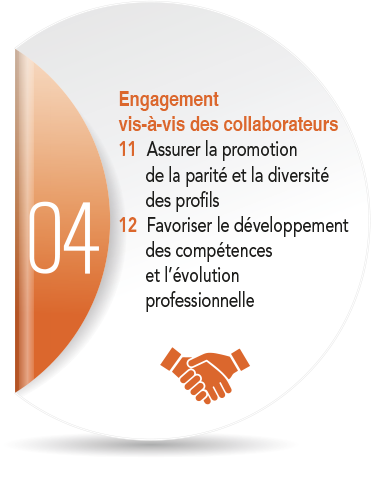 04
Engagement
vis-à-vis des collaborateurs
11 Assurer la promotion
de la parité et la diversité
des profils
12 Favoriser le développement
des compétences
et l’évolution
professionnelle